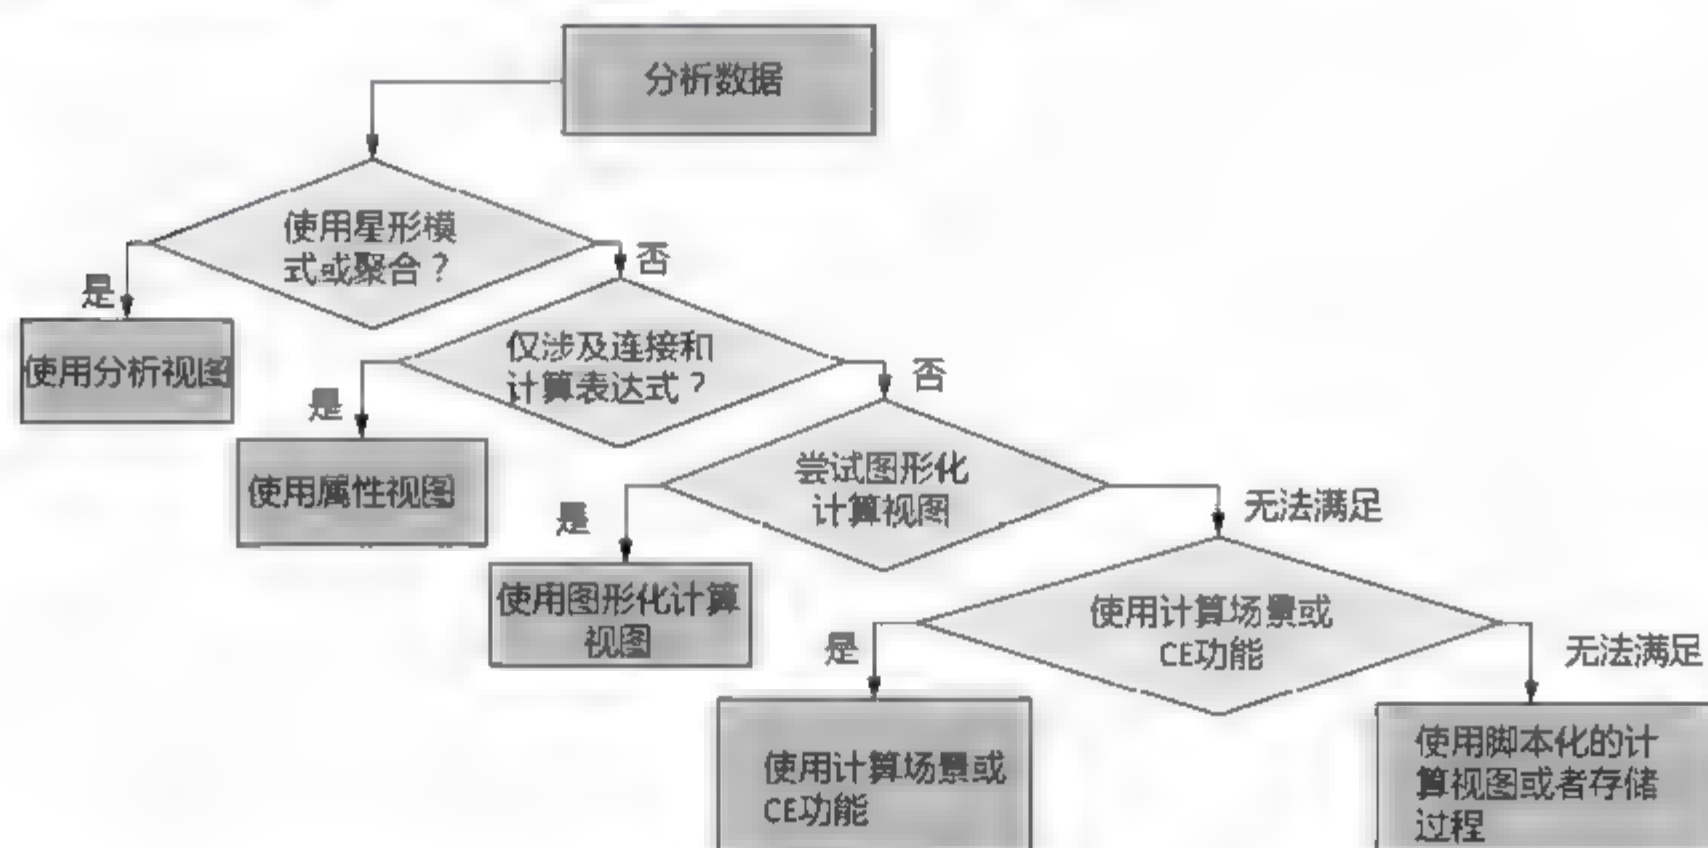 分析数据
使用星形模
式或聚合？
是
否
使用分析视图
仅涉及连接和
计算表达式？
是
否
使用属性视图
尝试图形化
计算视图
是
无法满足
使用图形化计算
视图
使用计算场景或
CE功能
是
无法满足
使用计算场景或
CE功能
使用脚本化的计
算视图或者存储
过程